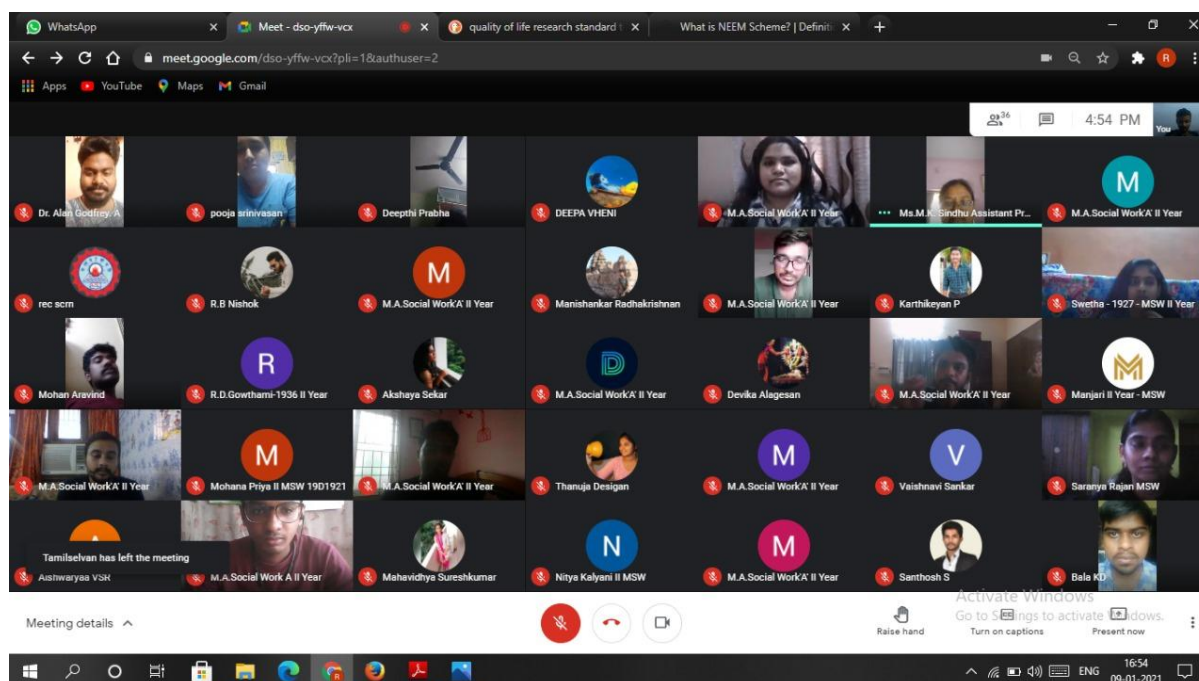 WhatsApp
Meet - dso-yffw-vcx
quality of life research standard t
What is NEEM Scheme? | Definiti
meet.google.com/dso-yffw-vcx?pli=1&authuser=2
R
Apps
YouTube
Maps
Gmail
36
4:54 PM
You
Dr. Alan Godfrey. A
pooja srinivasan
Deepthi Prabha
DEEPA VHENI
M.A.Social Work'A' II Year
Ms.M.K. Sindhu Assistant Pr...
M
M.A.Social Work'A' II Year
rec scrn
R.B Nishok
M
M.A.Social Work'A' II Year
Manishankar Radhakrishnan
M.A.Social Work'A' II Year
Karthikeyan P
Swetha - 1927 - MSW II Year
Mohan Aravind
R
R.D.Gowthami-1936 II Year
Akshaya Sekar
M.A.Social Work'A' II Year
Devika Alagesan
M.A.Social Work'A' II Year
Manjari II Year - MSW
M.A.Social Work'A' II Year
M
Mohana Priya II MSW 19D1921
M.A.Social Work'A' II Year
Thanuja Desigan
M
M.A.Social Work'A' II Year
V
Vaishnavi Sankar
Saranya Rajan MSW
Tamilselvan has left the meeting
Aishwaryaa VSR
M.A.Social Work A II Year
Mahavidhya Sureshkumar
N
Nitya Kalyani II MSW
M
M.A.Social Work'A' II Year
Santhosh S
Bala KD
Activate Windows
Go to Settings to activate Windows.
Meeting details
Raise hand
Turn on captions
Present now
ENG
16:54
09-01-2021